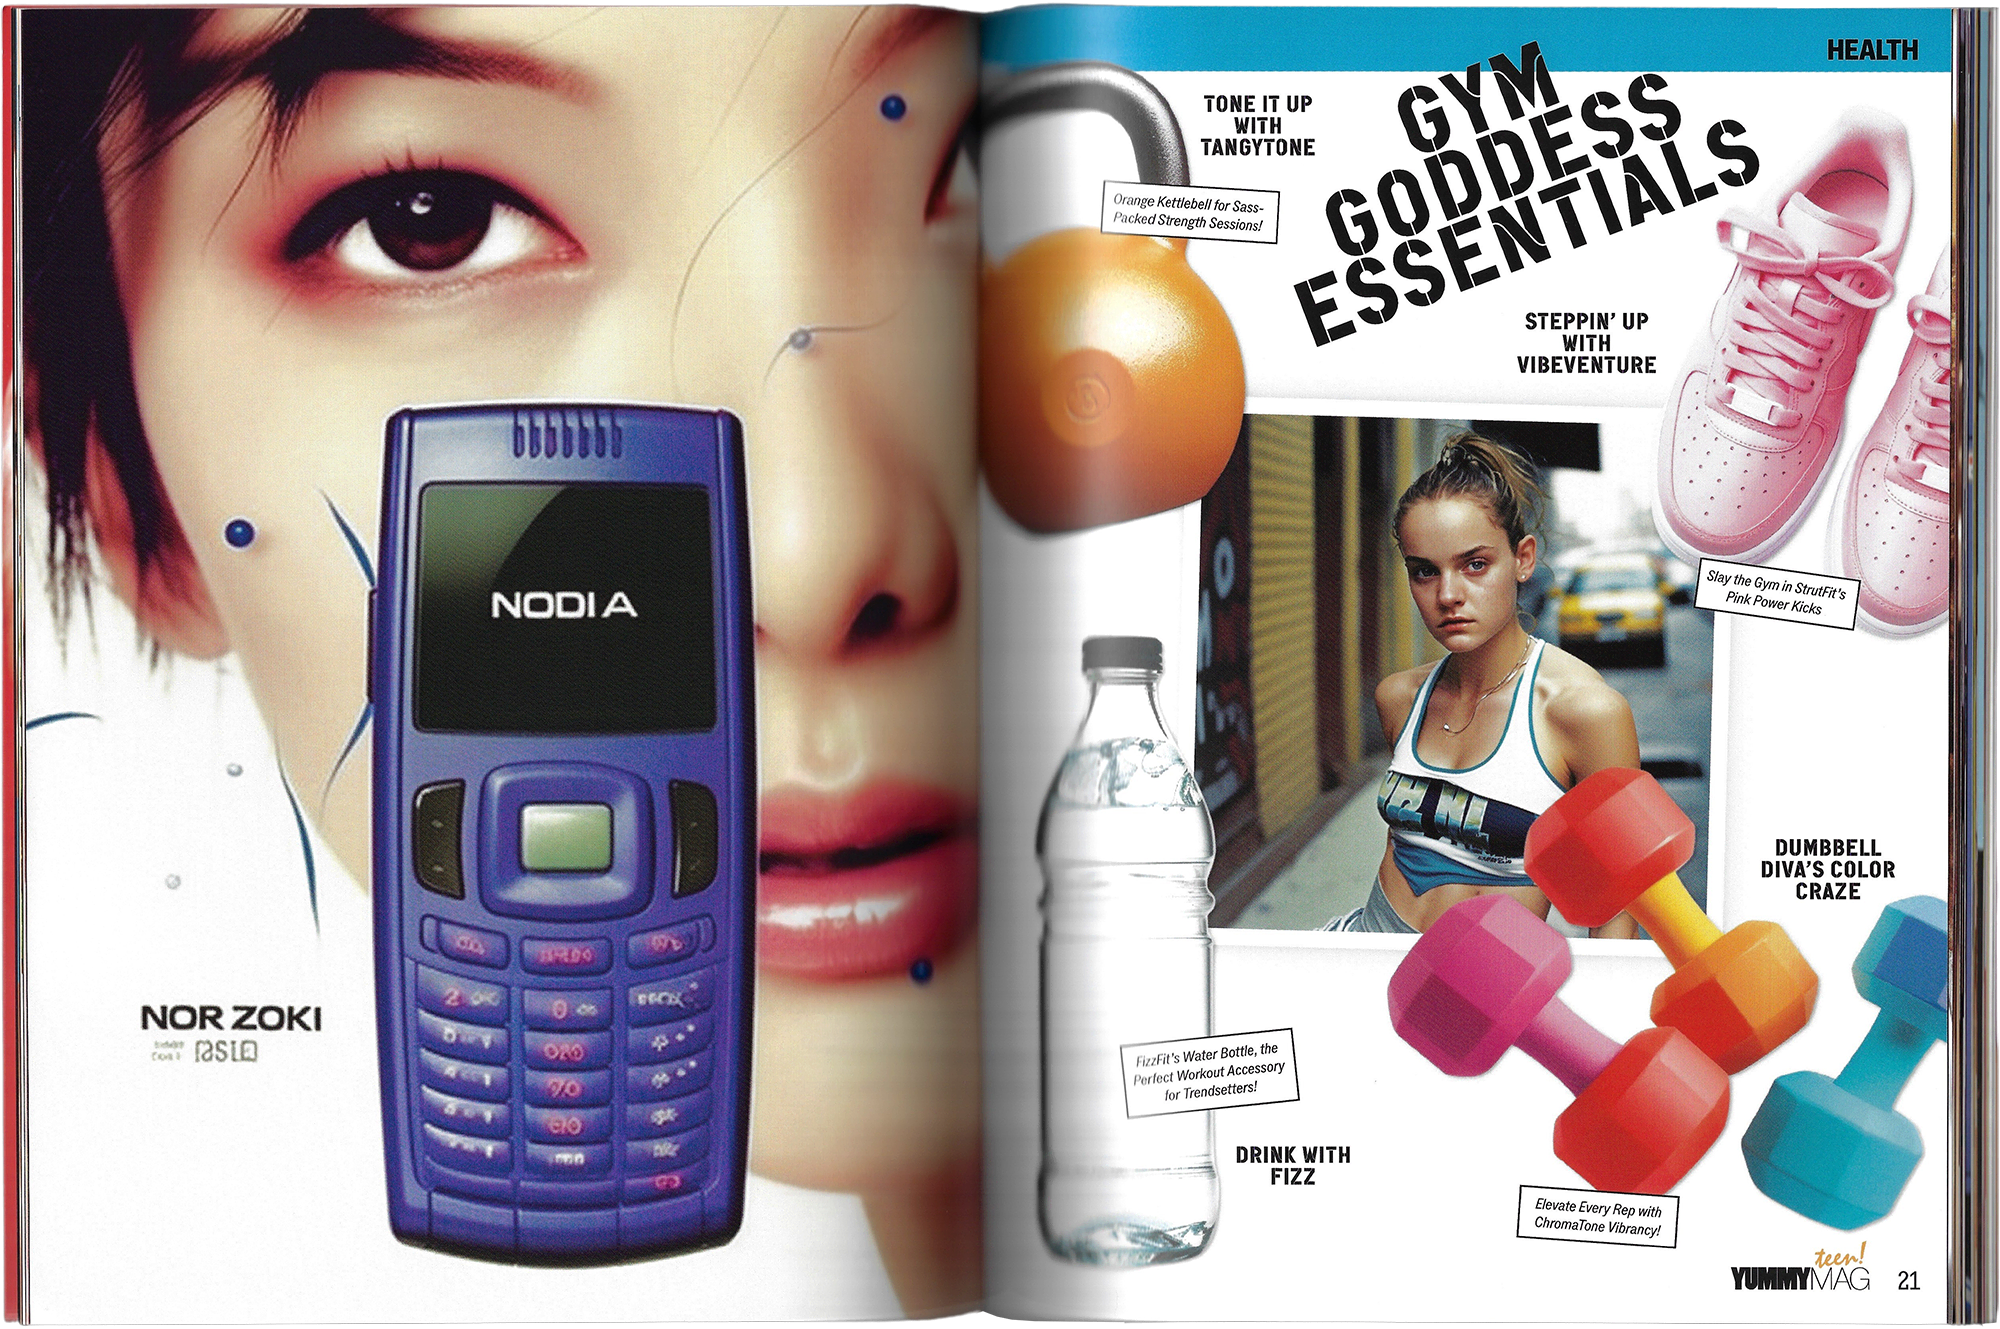 NODIA
NOR ZOKI
HEALTH
GYM
GODDESS
ESSENTIALS
TONE IT UP
WITH
TANGYTONE
Orange Kettlebell for Sass-
Packed Strength Sessions!
STEPPIN' UP
WITH
VIBEVENTURE
Slay the Gym in StrutFit's
Pink Power Kicks
DUMBBELL
DIVA'S COLOR
CRAZE
FizzFit's Water Bottle, the
Perfect Workout Accessory
for Trendsetters!
DRINK WITH
FIZZ
Elevate Every Rep with
ChromaTone Vibrancy!
teen!
YUMMYMAG 21